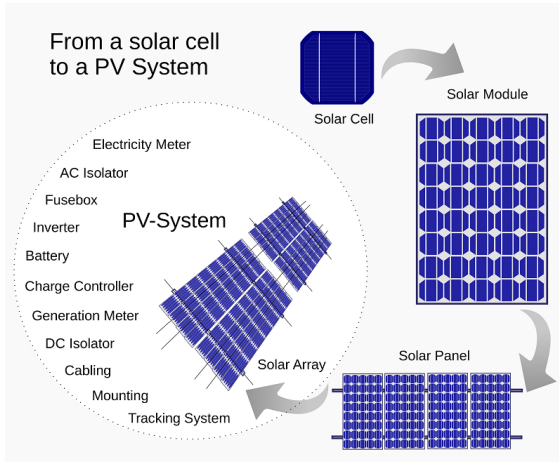 From a solar cell
to a PV System
Solar Cell
Solar Module
Electricity Meter
AC Isolator
Fusebox
Inverter
PV-System
Battery
Charge Controller
Generation Meter
DC Isolator
Cabling
Mounting
Tracking System
Solar Array
Solar Panel